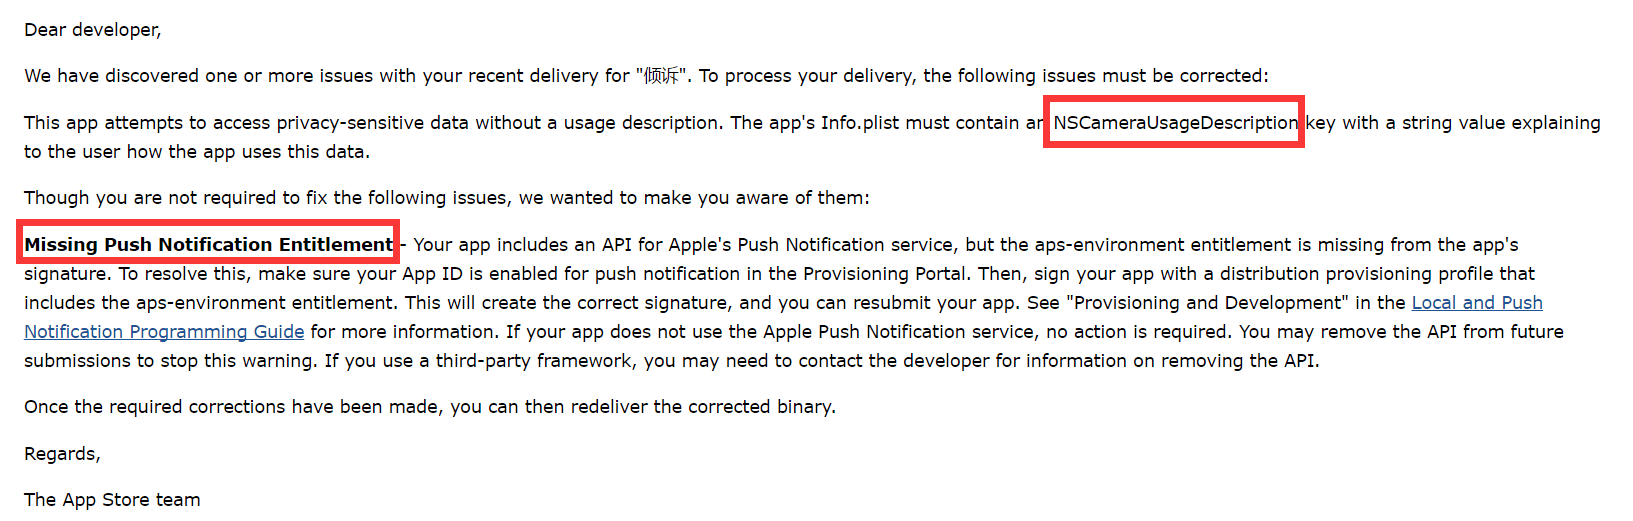 Dear developer,
We have discovered one or more issues with your recent delivery for "倾诉". To process your delivery, the following issues must be corrected:
This app attempts to access privacy-sensitive data without a usage description. The app's Info.plist must contain an NSCameraUsageDescription key with a string value explaining
to the user how the app uses this data.
Though you are not required to fix the following issues, we wanted to make you aware of them:
Missing Push Notification Entitlement - Your app includes an API for Apple's Push Notification service, but the aps-environment entitlement is missing from the app's
signature. To resolve this, make sure your App ID is enabled for push notification in the Provisioning Portal. Then, sign your app with a distribution provisioning profile that
includes the aps-environment entitlement. This will create the correct signature, and you can resubmit your app. See "Provisioning and Development" in the Local and Push
Notification Programming Guide for more information. If your app does not use the Apple Push Notification service, no action is required. You may remove the API from future
submissions to stop this warning. If you use a third-party framework, you may need to contact the developer for information on removing the API.
Once the required corrections have been made, you can then redeliver the corrected binary.
Regards,
The App Store team